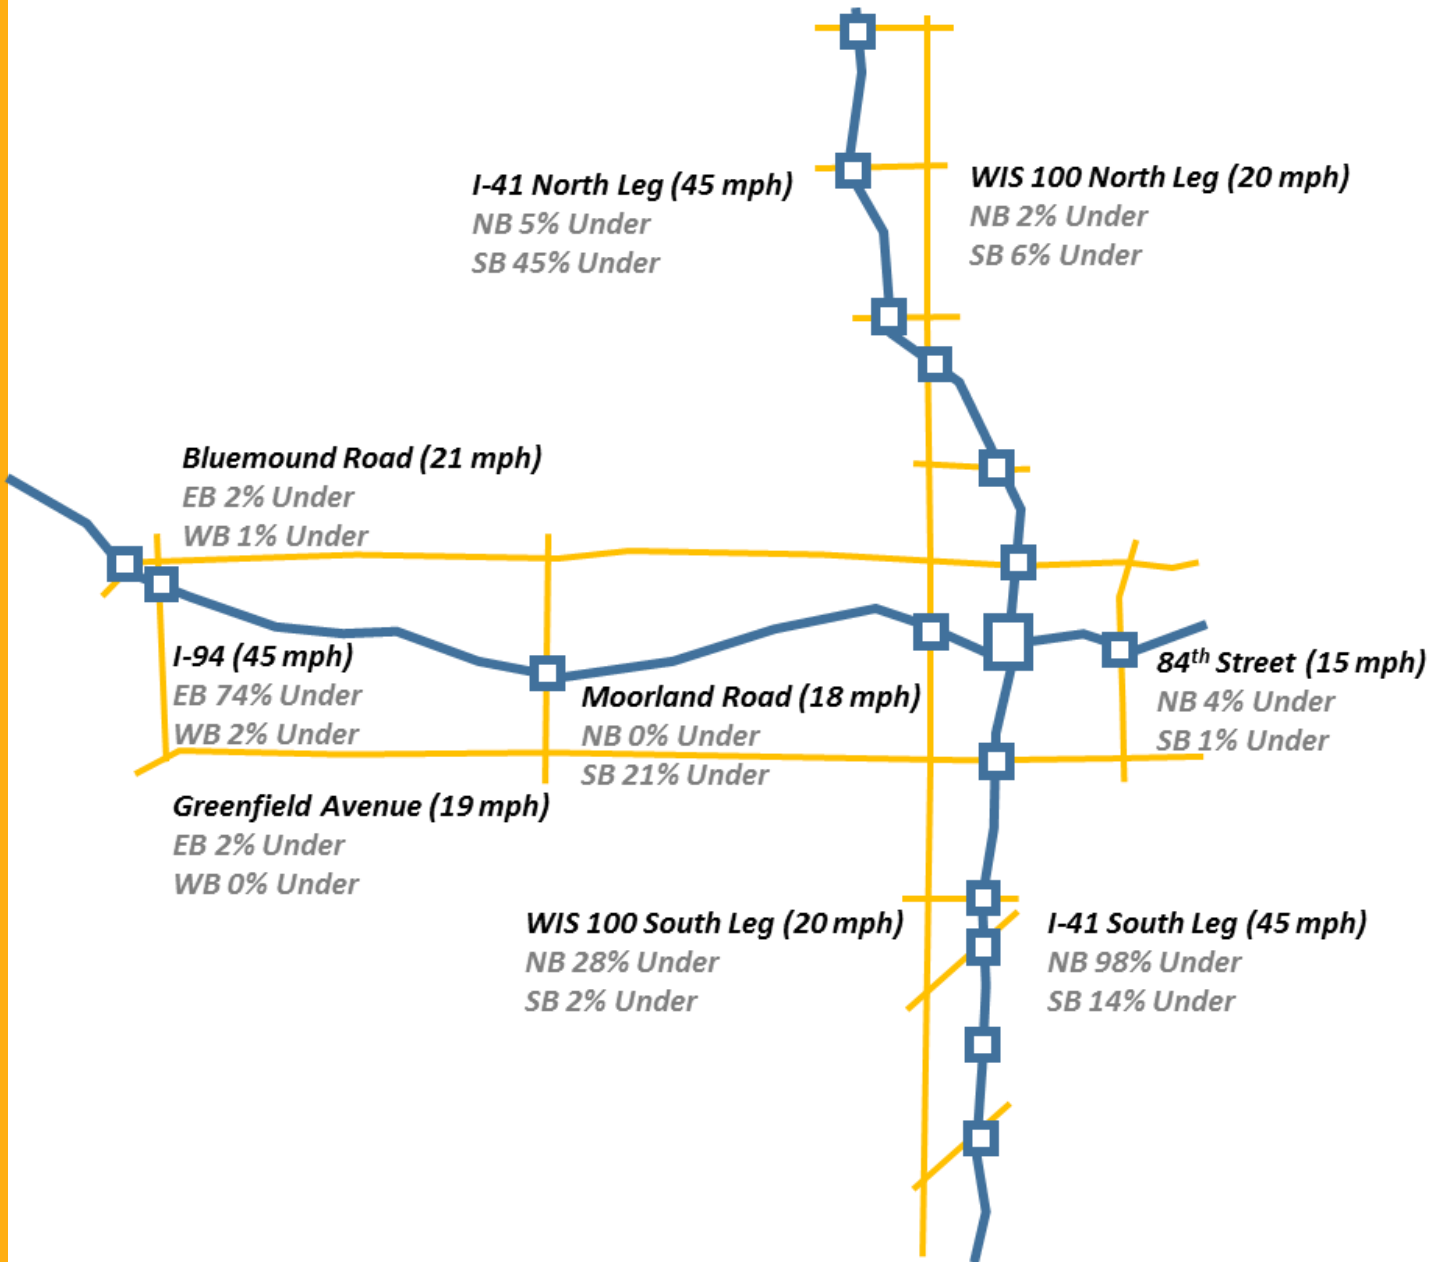 I-41 North Leg (45 mph)
NB 5% Under
SB 45% Under
WIS 100 North Leg (20 mph)
NB 2% Under
SB 6% Under
Bluemound Road (21 mph)
EB 2% Under
WB 1% Under
I-94 (45 mph)
EB 74% Under
WB 2% Under
Moorland Road (18 mph)
NB 0% Under
SB 21% Under
84th Street (15 mph)
NB 4% Under
SB 1% Under
Greenfield Avenue (19 mph)
EB 2% Under
WB 0% Under
WIS 100 South Leg (20 mph)
NB 28% Under
SB 2% Under
I-41 South Leg (45 mph)
NB 98% Under
SB 14% Under